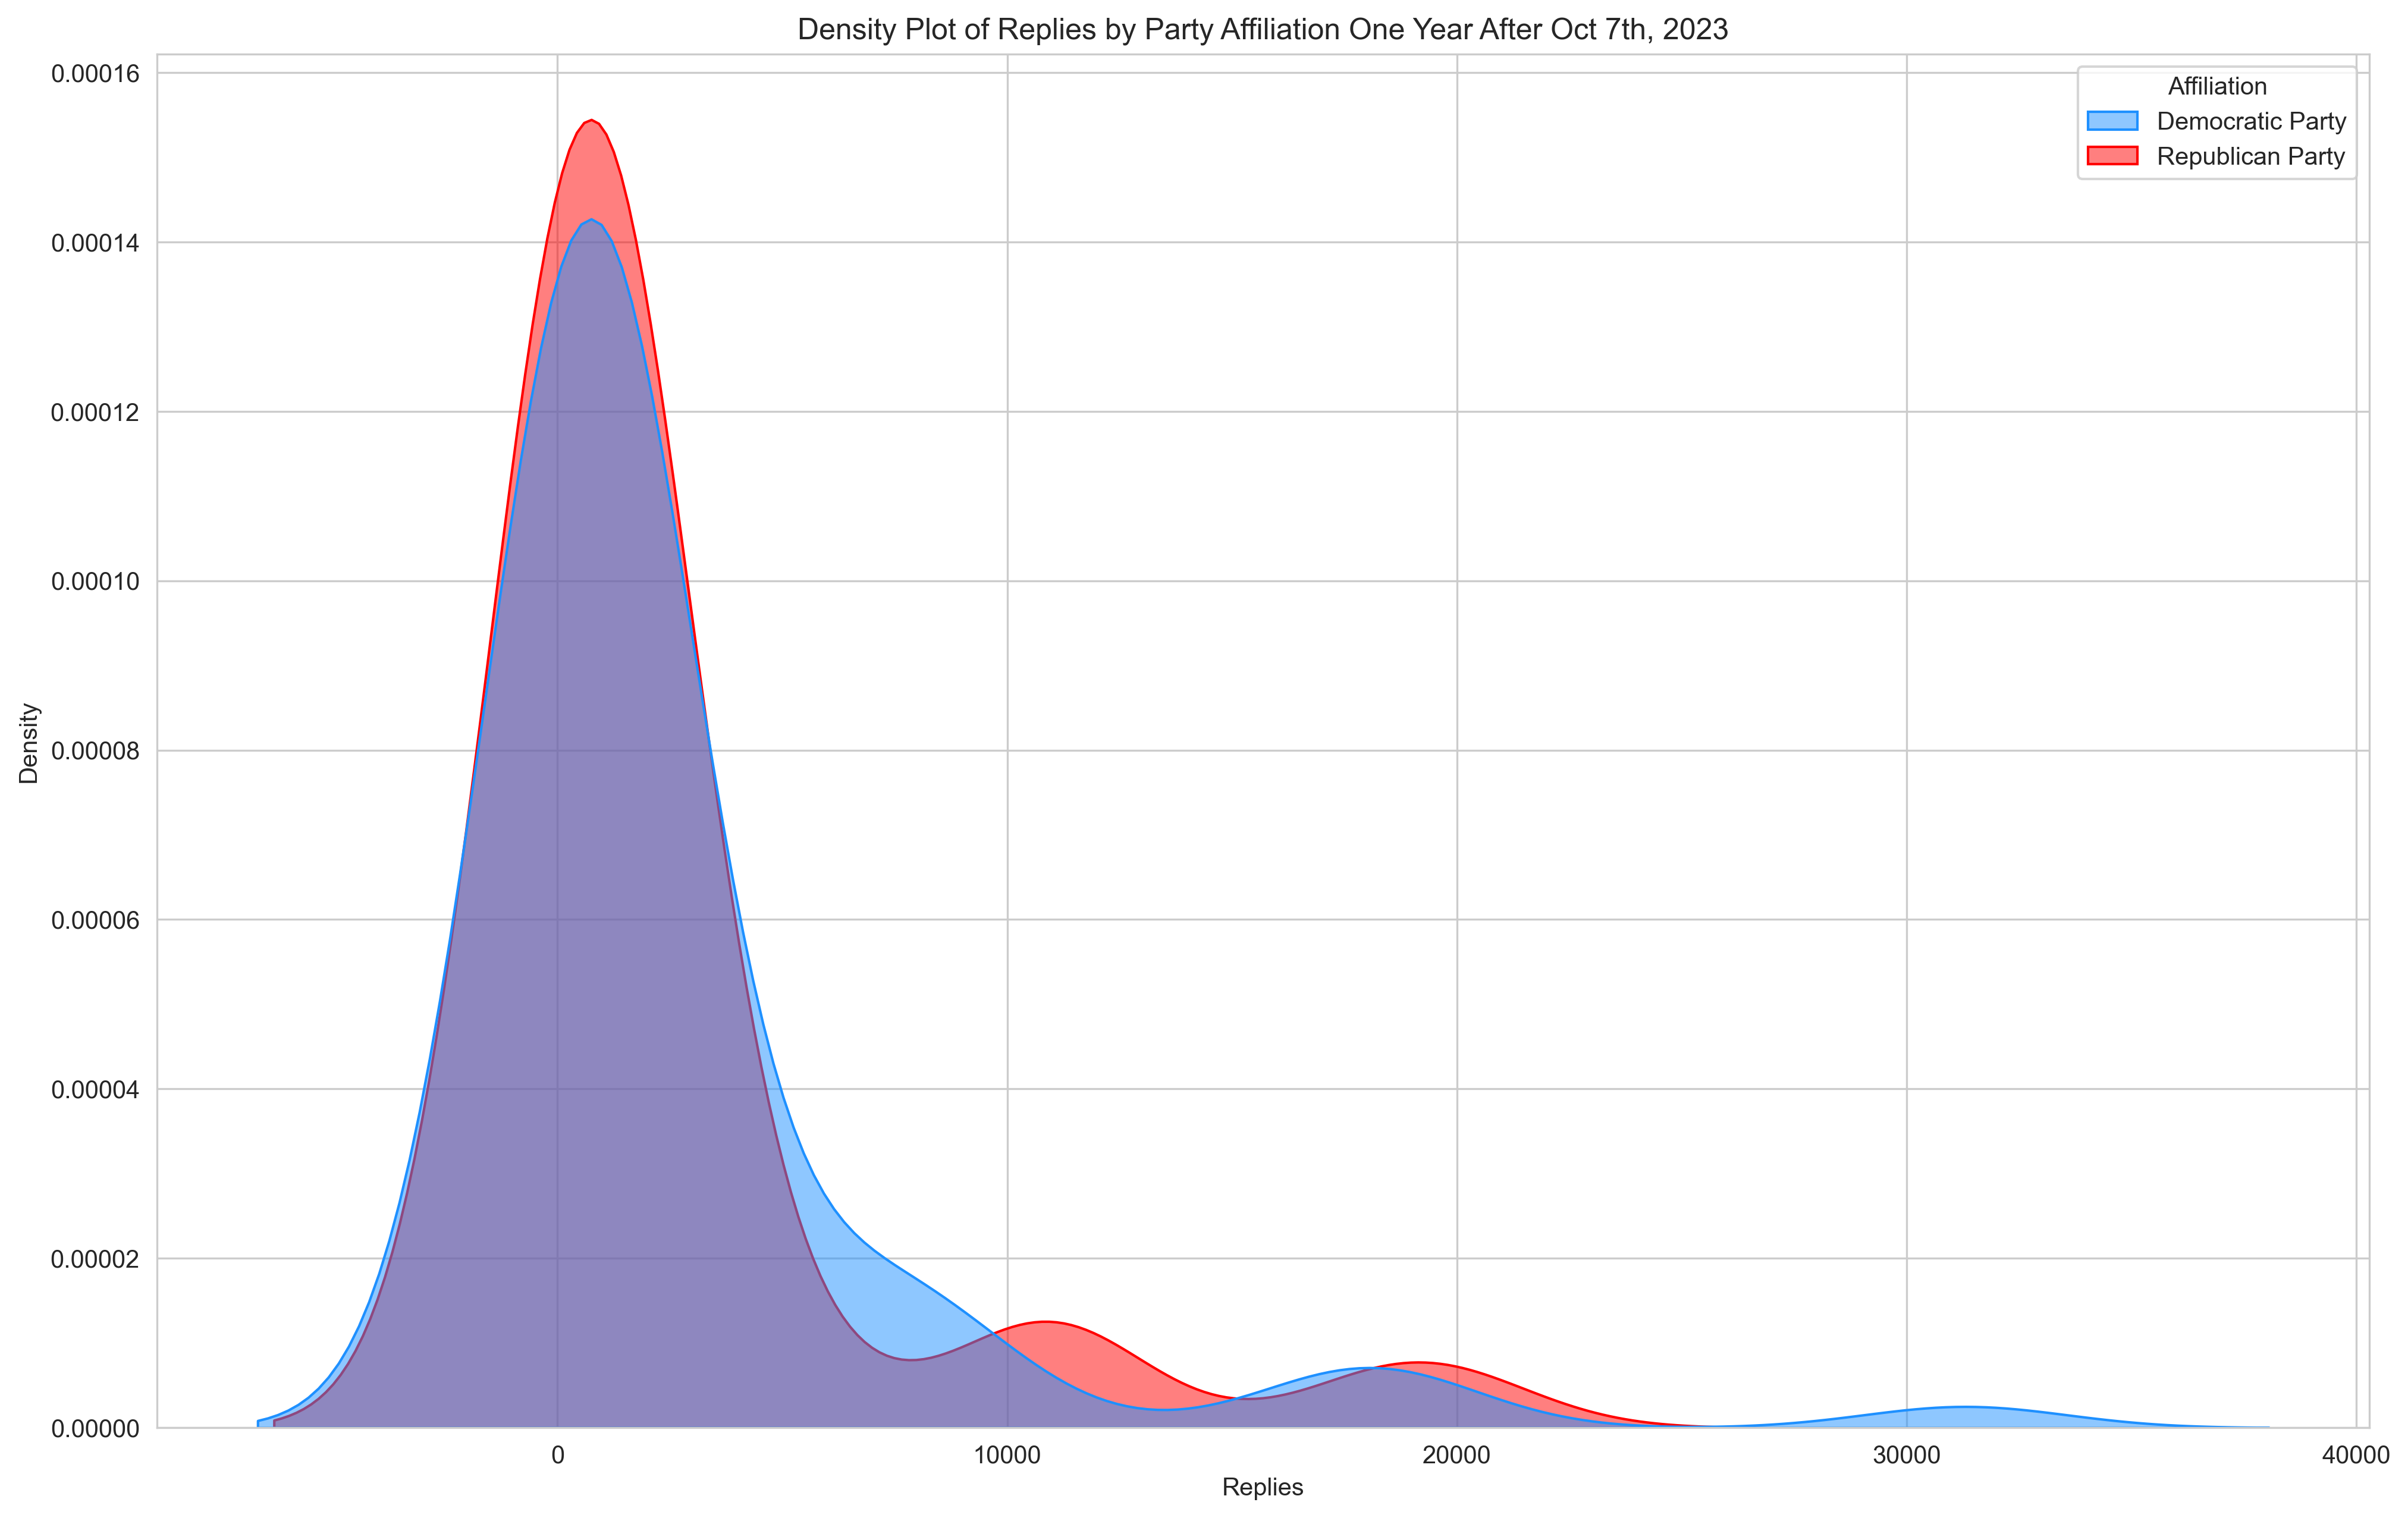 Density Plot of Replies by Party Affiliation One Year After Oct 7th, 2023
Affiliation
Democratic Party
Republican Party
Density
0.00016
0.00014
0.00012
0.00010
0.00008
0.00006
0.00004
0.00002
0.00000
0 10000 20000 30000 40000
Replies